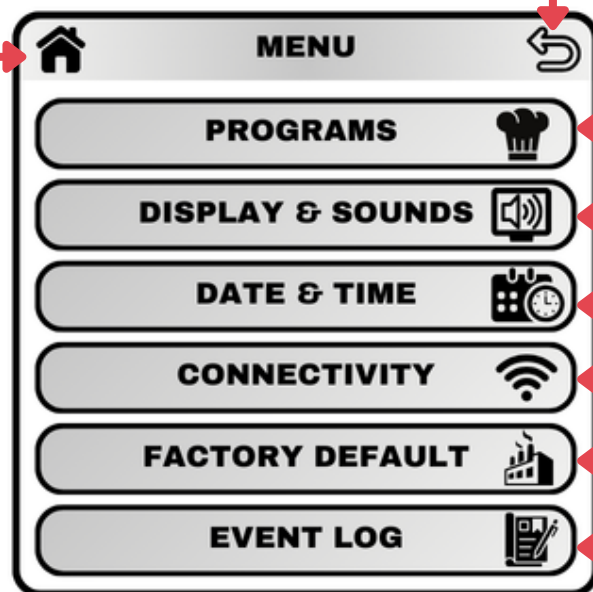 MENU
PROGRAMS
DISPLAY & SOUNDS
DATE & TIME
CONNECTIVITY
FACTORY DEFAULT
EVENT LOG